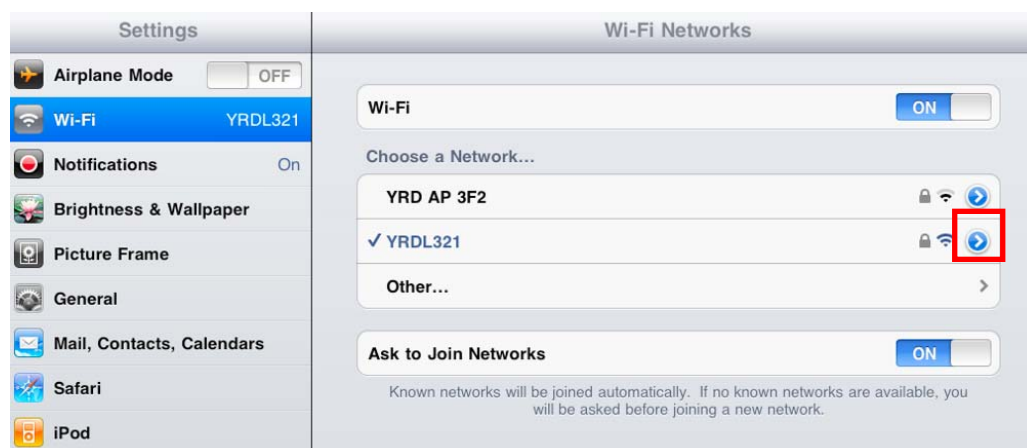 Settings
Airplane Mode OFF
Wi-Fi YRDL321
Notifications On
Brightness & Wallpaper
Picture Frame
General
Mail, Contacts, Calendars
Safari
iPod
Wi-Fi Networks
Wi-Fi ON
Choose a Network...
YRD AP 3F2
✓ YRDL321
Other...
Ask to Join Networks ON
Known networks will be joined automatically. If no known networks are available, you
will be asked before joining a new network.